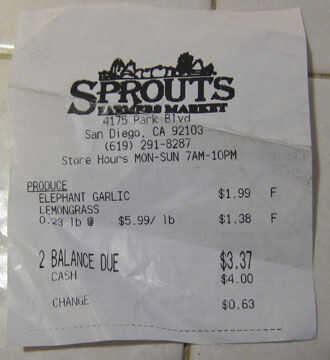 SPROUTS
FARMERS MARKET
4175 Park Blvd
San Diego, CA 92103
(619) 291-8287
Store Hours MON-SUN 7AM-10PM
PRODUCE
ELEPHANT GARLIC $1.99 F
LEMONGRASS
0.23 lb @ $5.99/ lb $1.38 F
2 BALANCE DUE $3.37
CASH $4.00
CHANGE $0.63